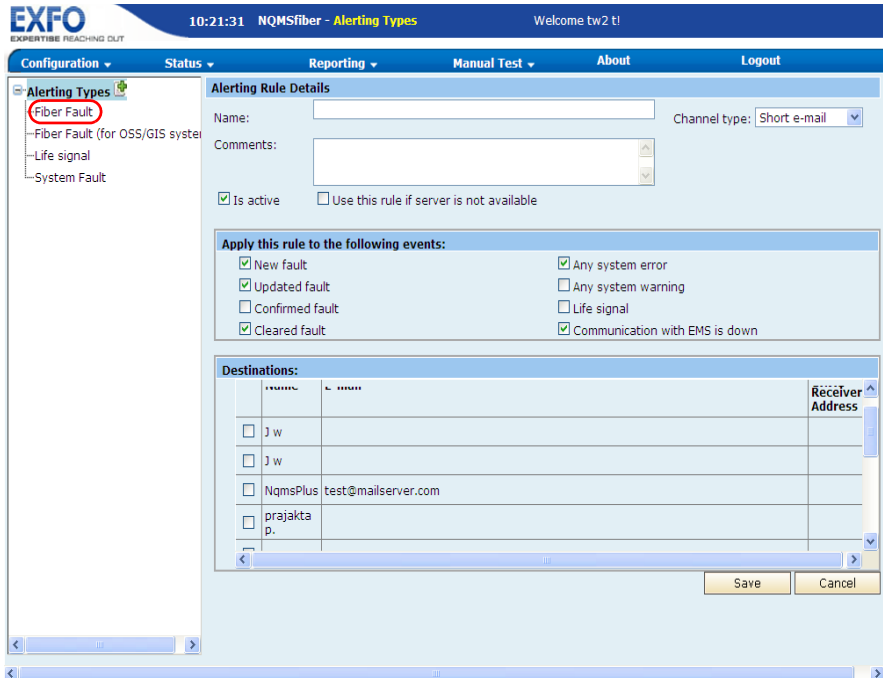 EXFO
EXPERTISE REACHING OUT
10:21:31 NQMSfiber - Alerting Types Welcome tw2 t!
Configuration Status Reporting Manual Test About Logout
Alerting Types
Fiber Fault
Fiber Fault (for OSS/GIS system
Life signal
System Fault
Alerting Rule Details
Name:
Channel type: Short e-mail
Comments:
Is active Use this rule if server is not available
Apply this rule to the following events:
New fault Any system error
Updated fault Any system warning
Confirmed fault Life signal
Cleared fault Communication with EMS is down
Destinations:
Name E-mail Receiver
Address
J w
J w
NqmsPlus test@mailserver.com
prajakta
p.
Save Cancel